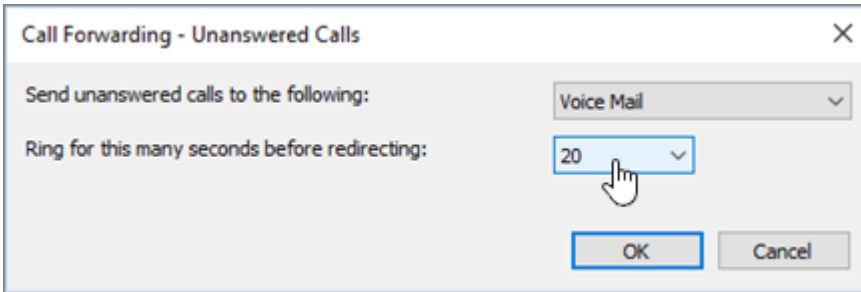 Call Forwarding - Unanswered Calls
Send unanswered calls to the following: Voice Mail
Ring for this many seconds before redirecting: 20
OK Cancel